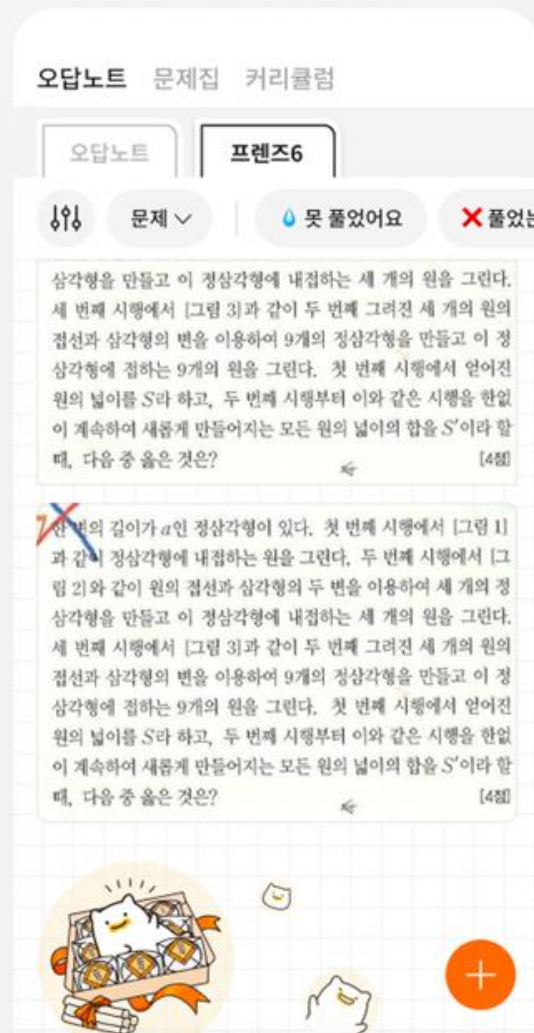 오답노트 문제집 커리큘럼
오답노트 프렌즈6
문제 못 풀었어요 풀었는
삼각형을 만들고 이 정삼각형에 내접하는 세 개의 원을 그린다.
세 번째 시행에서 [그림 3]과 같이 두 번째 그려진 세 개의 원의
접선과 삼각형의 변을 이용하여 9개의 정삼각형을 만들고 이 정
삼각형에 접하는 9개의 원을 그린다. 첫 번째 시행에서 얻어진
원의 넓이를 S라 하고, 두 번째 시행부터 이와 같은 시행을 한없
이 계속하여 새롭게 만들어지는 모든 원의 넓이의 합을 S'이라 할
때, 다음 중 옳은 것은? [4점]
한 변의 길이가 a인 정삼각형이 있다. 첫 번째 시행에서 [그림 1]
과 같이 정삼각형에 내접하는 원을 그린다. 두 번째 시행에서 [그
림 2]와 같이 원의 접선과 삼각형의 두 변을 이용하여 세 개의 정
삼각형을 만들고 이 정삼각형에 내접하는 세 개의 원을 그린다.
세 번째 시행에서 [그림 3]과 같이 두 번째 그려진 세 개의 원의
접선과 삼각형의 변을 이용하여 9개의 정삼각형을 만들고 이 정
삼각형에 접하는 9개의 원을 그린다. 첫 번째 시행에서 얻어진
원의 넓이를 S라 하고, 두 번째 시행부터 이와 같은 시행을 한없
이 계속하여 새롭게 만들어지는 모든 원의 넓이의 합을 S'이라 할
때, 다음 중 옳은 것은? [4점]